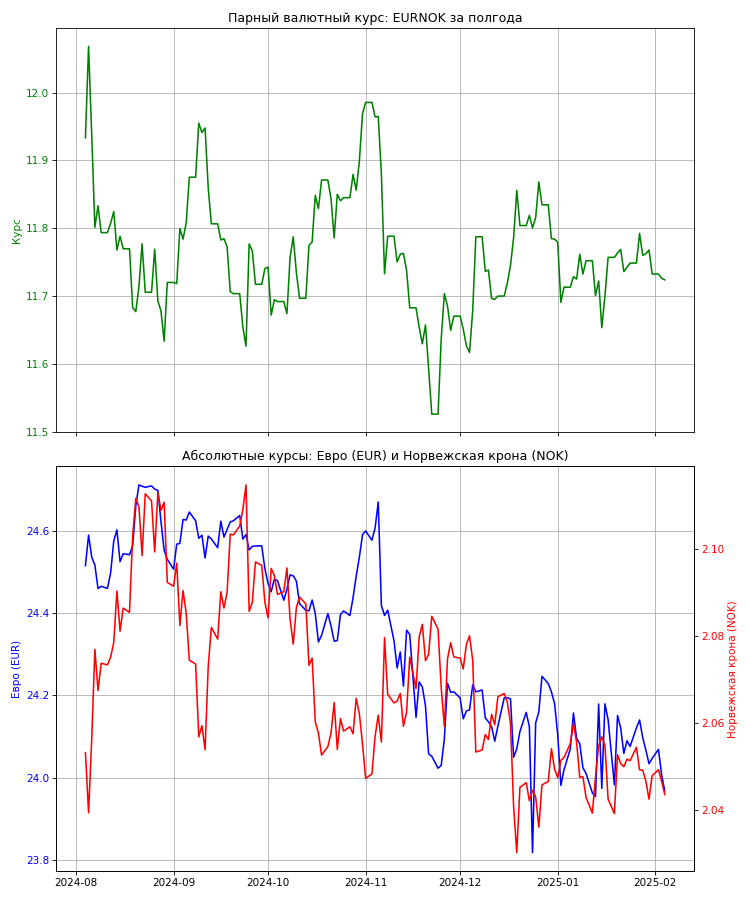 Парный валютный курс: EURNOK за полгода
12.0
11.9
11.8
11.7
11.6
11.5
Курс
Абсолютные курсы: Евро (EUR) и Норвежская крона (NOK)
24.6
24.4
24.2
24.0
23.8
Евро (EUR)
2.10
2.08
2.06
2.04
Норвежская крона (NOK)
2024-08 2024-09 2024-10 2024-11 2024-12 2025-01 2025-02